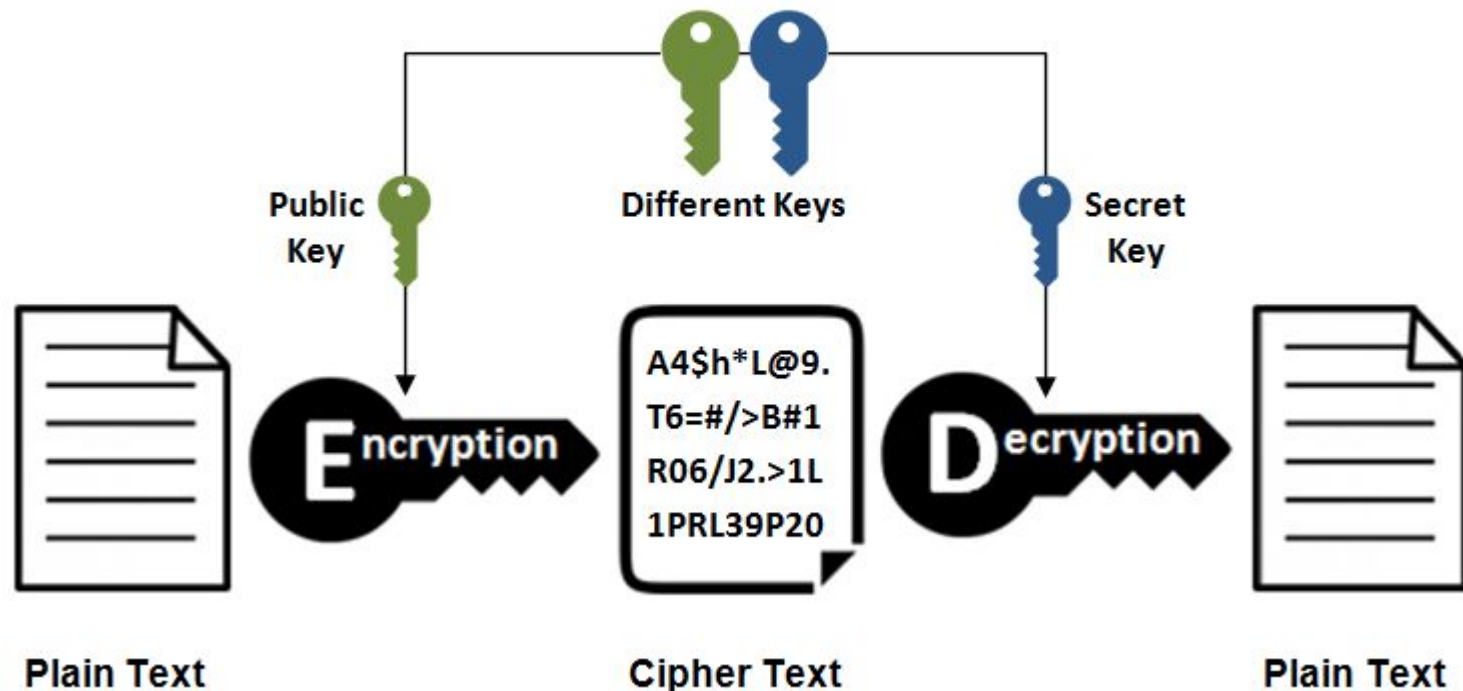 Public
Key
Different Keys
Secret
Key
Encryption
A4$h*L@9.
T6=#/>B#1
R06/J2.>1L
1PRL39P20
Decryption
Plain Text
Cipher Text
Plain Text